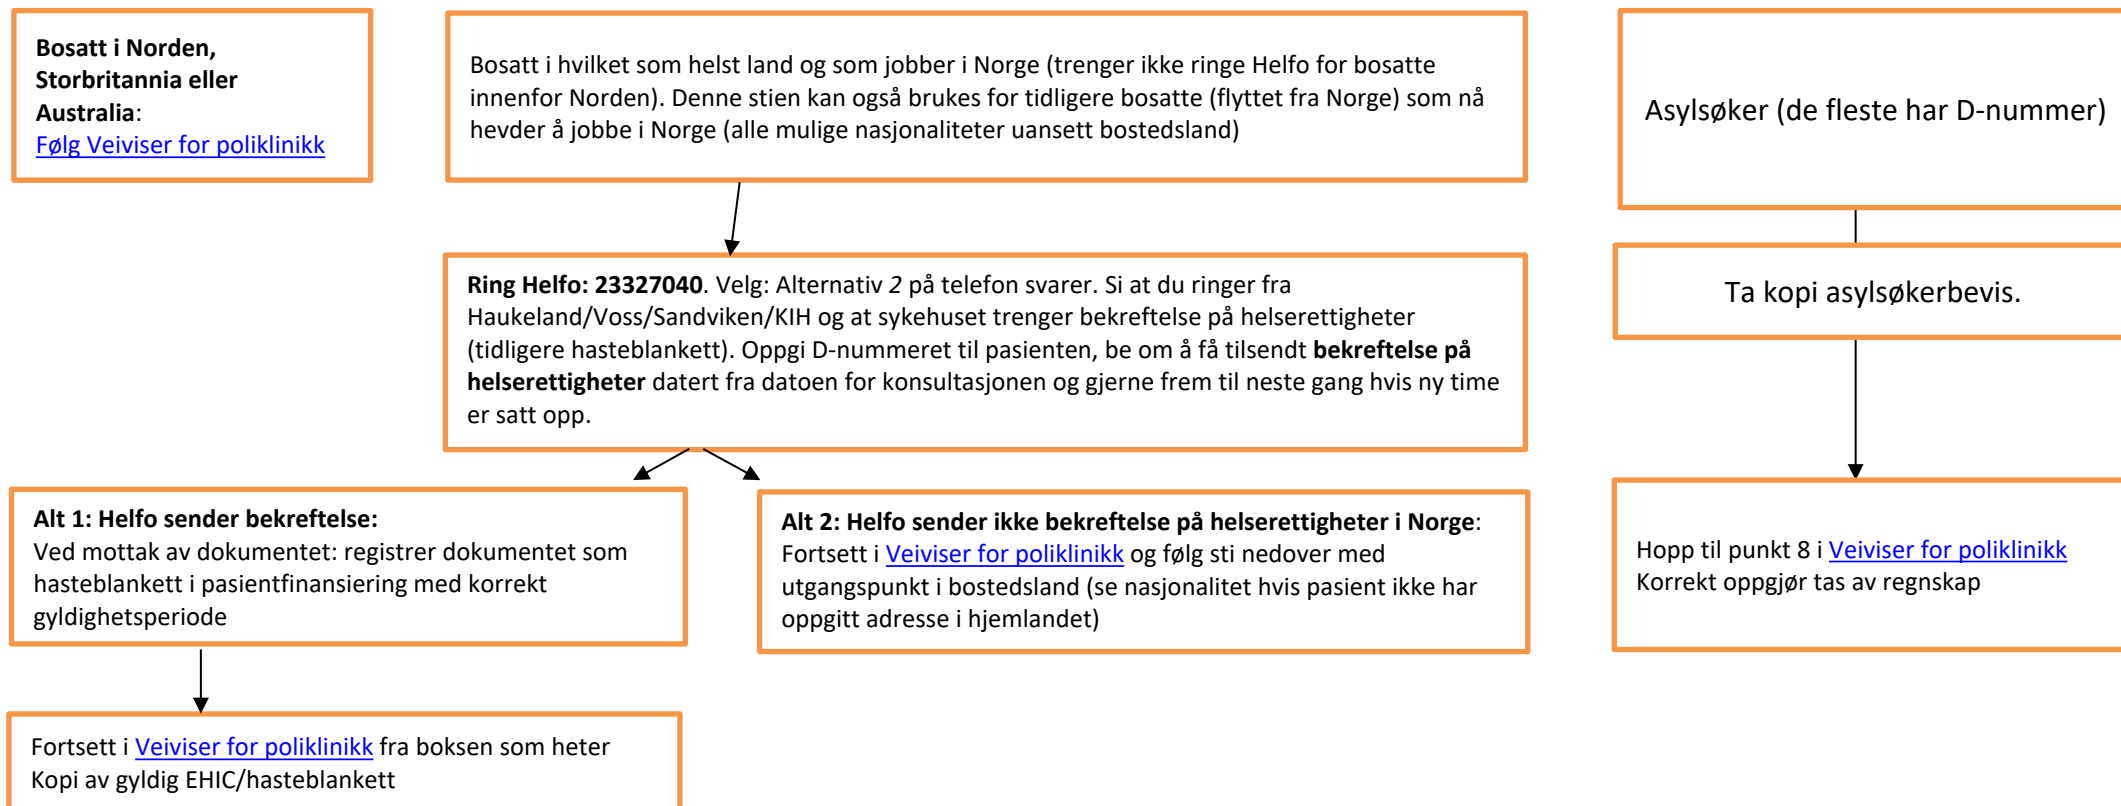 Bosatt i Norden,
Storbritannia eller
Australia:
Følg Veiviser for poliklinikk
Bosatt i hvilket som helst land og som jobber i Norge (trenger ikke ringe Helfo for bosatte
innenfor Norden). Denne stien kan også brukes for tidligere bosatte (flyttet fra Norge) som nå
hevder å jobbe i Norge (alle mulige nasjonaliteter uansett bostedsland)
Asylsøker (de fleste har D-nummer)
Ring Helfo: 23327040. Velg: Alternativ 2 på telefon svarer. Si at du ringer fra
Haukeland/Voss/Sandviken/KIH og at sykehuset trenger bekreftelse på helserettigheter
(tidligere hasteblankett). Oppgi D-nummeret til pasienten, be om å få tilsendt bekreftelse på
helserettigheter datert fra datoen for konsultasjonen og gjerne frem til neste gang hvis ny time
er satt opp.
Ta kopi asylsøkerbevis.
Alt 1: Helfo sender bekreftelse:
Ved mottak av dokumentet: registrer dokumentet som
hasteblankett i pasientfinansiering med korrekt
gyldighetsperiode
Alt 2: Helfo sender ikke bekreftelse på helserettigheter i Norge:
Fortsett i Veiviser for poliklinikk og følg sti nedover med
utgangspunkt i bostedsland (se nasjonalitet hvis pasient ikke har
oppgitt adresse i hjemlandet)
Hopp til punkt 8 i Veiviser for poliklinikk
Korrekt oppgjør tas av regnskap
Fortsett i Veiviser for poliklinikk fra boksen som heter
Kopi av gyldig EHIC/hasteblankett